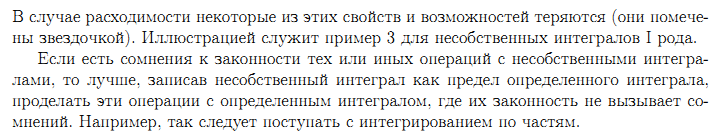 В случае расходимости некоторые из этих свойств и возможностей теряются (они помече-
ны звездочкой). Иллюстрацией служит пример 3 для несобственных интегралов I рода.
Если есть сомнения к законности тех или иных операций с несобственными интегра-
лами, то лучше, записав несобственный интеграл как предел определенного интеграла,
проделать эти операции с определенным интегралом, где их законность не вызывает со-
мнений. Например, так следует поступать с интегрированием по частям.